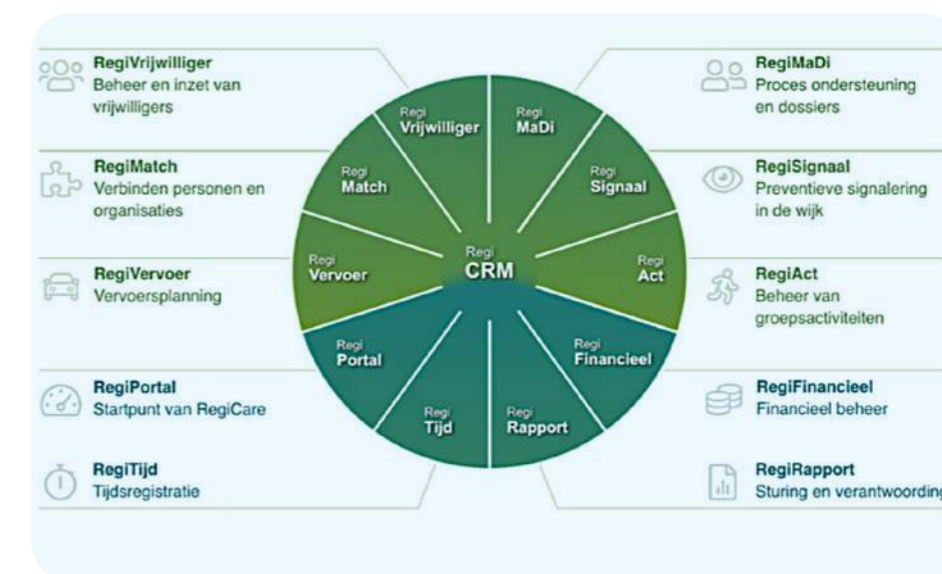 RegiVrijwilliger
Beheer en inzet van
vrijwilligers
RegiMatch
Verbinden personen en
organisaties
RegiVervoer
Vervoersplanning
RegiPortal
Startpunt van RegiCare
RegiTijd
Tijdsregistratie
Regi
Vrijwilliger
Regi
MaDi
Regi
Match
Regi
Signaal
Regi
Vervoer
Regi
CRM
Regi
Act
Regi
Portal
Regi
Financieel
Regi
Tijd
Regi
Rapport
RegiMaDi
Proces ondersteuning
en dossiers
RegiSignaal
Preventieve signalering
in de wijk
RegiAct
Beheer van
groepsactiviteiten
RegiFinancieel
Financieel beheer
RegiRapport
Sturing en verantwoording